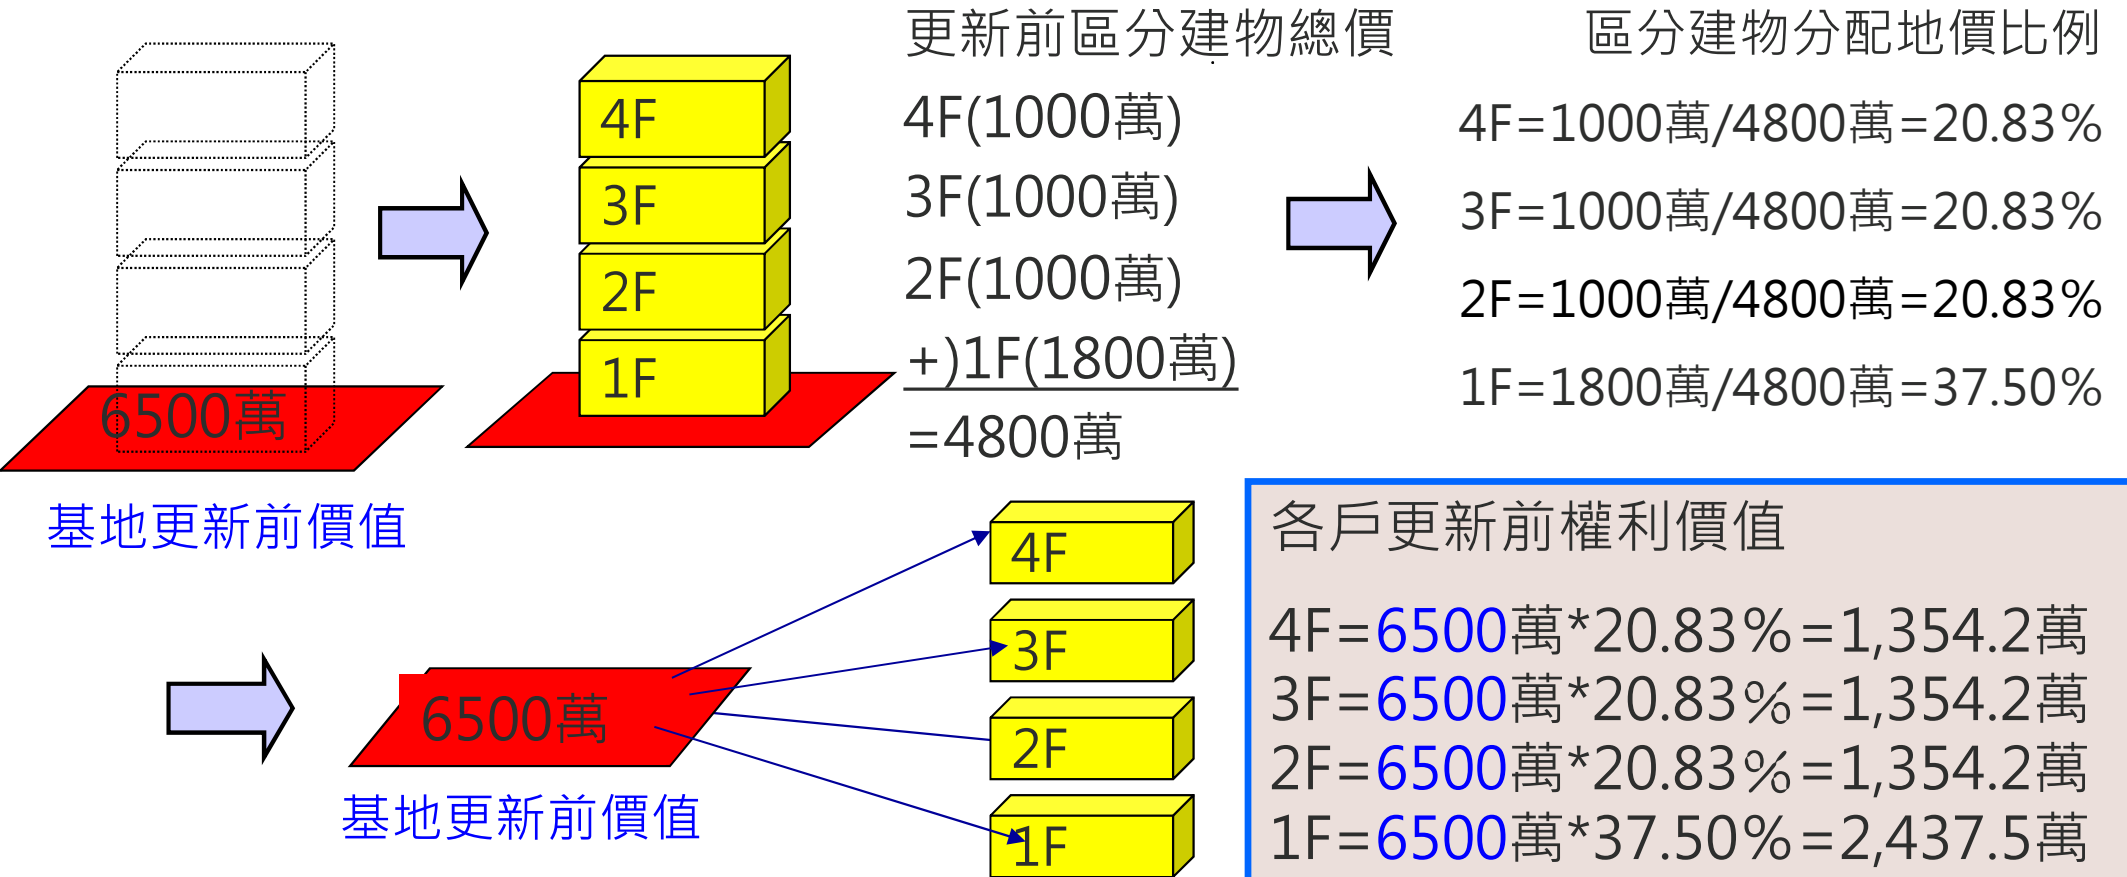 更新前區分建物總價
4F(1000萬)
3F(1000萬)
2F(1000萬)
+)1F(1800萬)
=4800萬
區分建物分配地價比例
4F=1000萬/4800萬=20.83%
3F=1000萬/4800萬=20.83%
2F=1000萬/4800萬=20.83%
1F=1800萬/4800萬=37.50%
4F
3F
2F
1F
6500萬
基地更新前價值
6500萬
基地更新前價值
4F
3F
2F
1F
各戶更新前權利價值
4F=6500萬*20.83%=1,354.2萬
3F=6500萬*20.83%=1,354.2萬
2F=6500萬*20.83%=1,354.2萬
1F=6500萬*37.50%=2,437.5萬